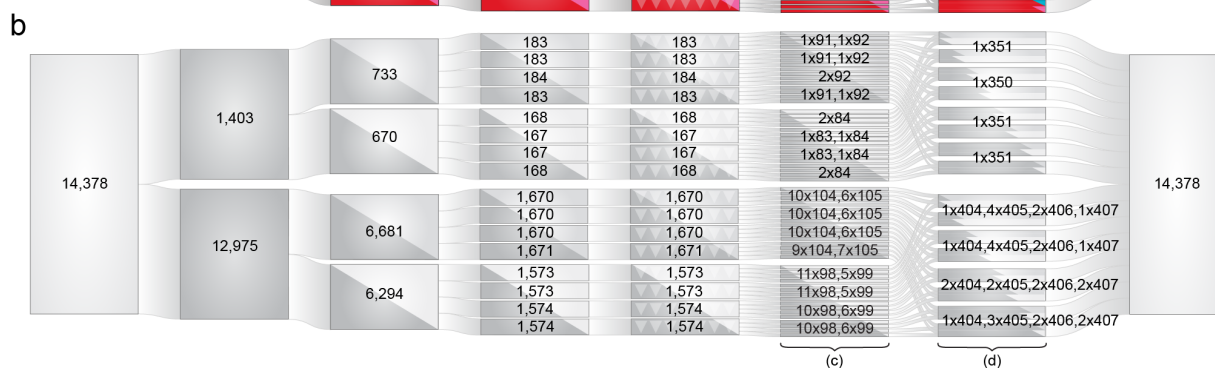 b
14,378
1,403
12,975
733
670
6,681
6,294
183
183
184
183
168
167
167
168
1,670
1,670
1,670
1,671
1,573
1,573
1,574
1,574
183
183
184
183
168
167
167
168
1,670
1,670
1,670
1,671
1,573
1,573
1,574
1,574
1x91,1x92
1x91,1x92
2x92
1x91,1x92
2x84
1x83,1x84
1x83,1x84
2x84
10x104,6x105
10x104,6x105
10x104,6x105
9x104,7x105
11x98,5x99
11x98,5x99
10x98,6x99
10x98,6x99
(c)
1x351
1x350
1x351
1x351
1x404,4x405,2x406,1x407
1x404,4x405,2x406,1x407
2x404,2x405,2x406,2x407
1x404,3x405,2x406,2x407
(d)
14,378